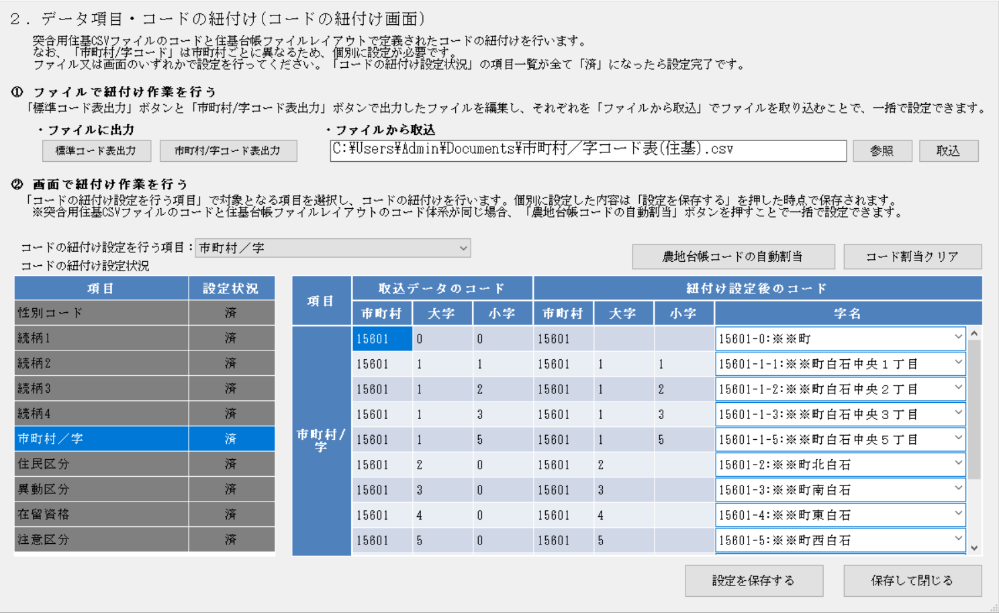 ２．データ項目・コードの紐付け(コードの紐付け画面)
突合用住基CSVファイルのコードと住基台帳ファイルレイアウトで定義されたコードの紐付けを行います。
なお、「市町村/字コード」は市町村ごとに異なるため、個別に設定が必要です。
ファイル又は画面のいずれかで設定を行ってください。「コードの紐付け設定状況」の項目一覧が全て「済」になったら設定完了です。
① ファイルで紐付け作業を行う
「標準コード表出力」ボタンと「市町村/字コード表出力」ボタンで出力したファイルを編集し、それぞれを「ファイルから取込」でファイルを取り込むことで、一括で設定できます。
・ファイルに出力 ・ファイルから取込
標準コード表出力 市町村/字コード表出力 C:¥Users¥Admin¥Documents¥市町村／字コード表(住基).csv 参照 取込
② 画面で紐付け作業を行う
「コードの紐付け設定を行う項目」で対象となる項目を選択し、コードの紐付けを行います。個別に設定した内容は「設定を保存する」を押した時点で保存されます。
※突合用住基CSVファイルのコードと住基台帳ファイルレイアウトのコード体系が同じ場合、「農地台帳コードの自動割当」ボタンを押すことで一括で設定できます。
コードの紐付け設定を行う項目：市町村／字
農地台帳コードの自動割当 コード割当クリア
コードの紐付け設定状況
項目 設定状況
性別コード 済
続柄1 済
続柄2 済
続柄3 済
続柄4 済
市町村／字 済
住民区分 済
異動区分 済
在留資格 済
注意区分 済
項目 取込データのコード 紐付け設定後のコード
市町村 大字 小字 市町村 大字 小字 字名
市町村/
字
15601 0 0 15601 15601-0:※※町
15601 1 1 15601 1 1 15601-1-1:※※町白石中央１丁目
15601 1 2 15601 1 2 15601-1-2:※※町白石中央２丁目
15601 1 3 15601 1 3 15601-1-3:※※町白石中央３丁目
15601 1 5 15601 1 5 15601-1-5:※※町白石中央５丁目
15601 2 0 15601 2 15601-2:※※町北白石
15601 3 0 15601 3 15601-3:※※町南白石
15601 4 0 15601 4 15601-4:※※町東白石
15601 5 0 15601 5 15601-5:※※町西白石
設定を保存する 保存して閉じる